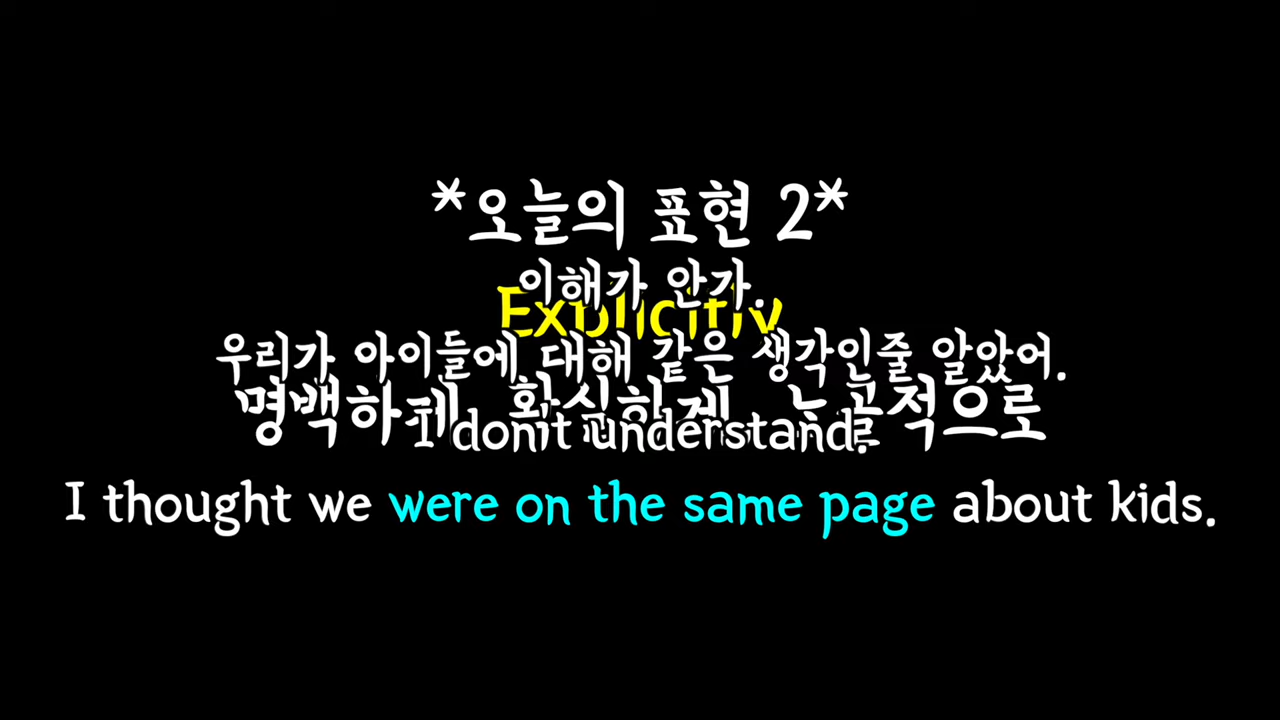 *오늘의 표현 2*
이해가 안가.
Explicitly
우리가 아이들에 대해 같은 생각인줄 알았어.
명백하게 확실하게 노골적으로
I don't understand.
I thought we were on the same page about kids.